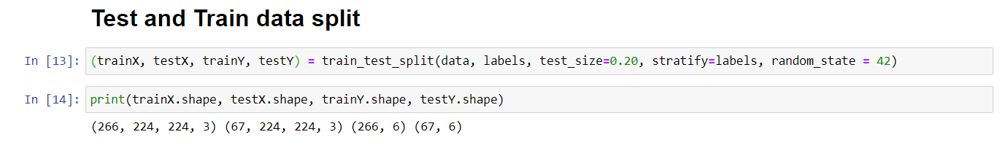 Test and Train data split
In [13]: (trainX, testX, trainY, testY) = train_test_split(data, labels, test_size=0.20, stratify=labels, random_state = 42)
In [14]: print(trainX.shape, testX.shape, trainY.shape, testY.shape)
(266, 224, 224, 3) (67, 224, 224, 3) (266, 6) (67, 6)